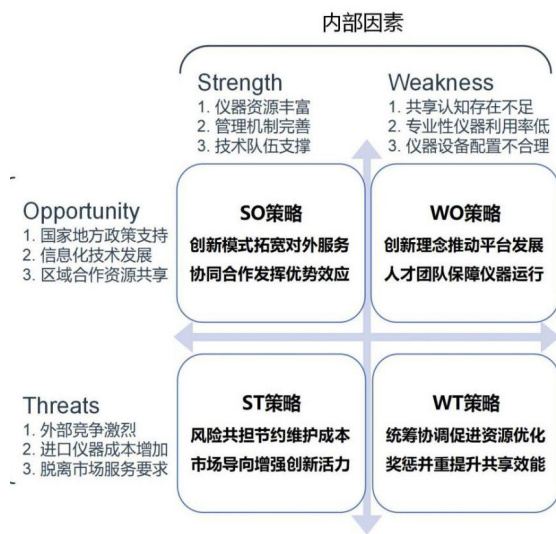 内部因素
Strength
1. 仪器资源丰富
2. 管理机制完善
3. 技术队伍支撑
Weakness
1. 共享认知存在不足
2. 专业性仪器利用率低
3. 仪器设备配置不合理
Opportunity
1. 国家地方政策支持
2. 信息化技术发展
3. 区域合作资源共享
SO策略
创新模式拓宽对外服务
协同合作发挥优势效应
WO策略
创新理念推动平台发展
人才团队保障仪器运行
Threats
1. 外部竞争激烈
2. 进口仪器成本增加
3. 脱离市场服务要求
ST策略
风险共担节约维护成本
市场导向增强创新活力
WT策略
统筹协调促进资源优化
奖惩并重提升共享效能